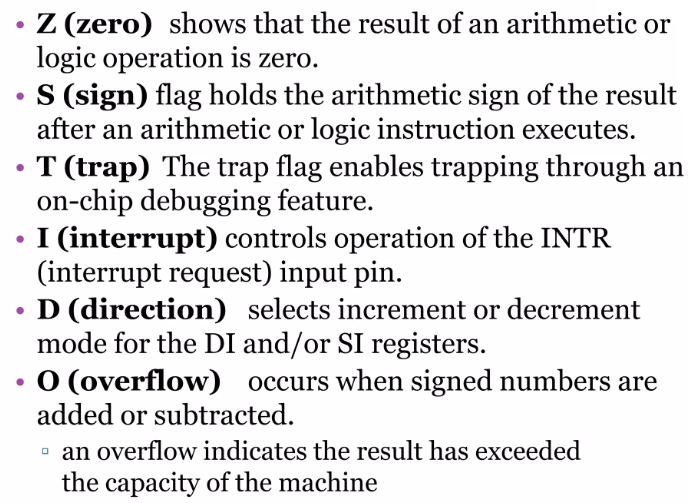 • Z (zero) shows that the result of an arithmetic or
logic operation is zero.
• S (sign) flag holds the arithmetic sign of the result
after an arithmetic or logic instruction executes.
• T (trap) The trap flag enables trapping through an
on-chip debugging feature.
• I (interrupt) controls operation of the INTR
(interrupt request) input pin.
• D (direction) selects increment or decrement
mode for the DI and/or SI registers.
• O (overflow) occurs when signed numbers are
added or subtracted.
▫ an overflow indicates the result has exceeded
the capacity of the machine